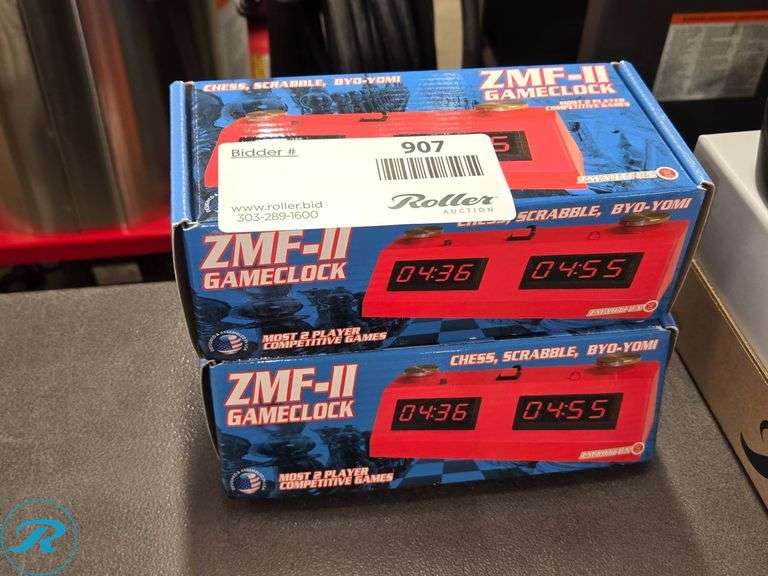 CHESS, SCRABBLE, BYO-YOMI
ZMF-II
GAMECLOCK
MOST 2 PLAYER
COMPETITIVE GAMES
Bidder #
907
www.roller.bid
303-289-1600
Roller
AUCTION
CHESS, SCRABBLE, BYO-YOMI
ZMF-II
GAMECLOCK
04:36
04:55
MOST 2 PLAYER
COMPETITIVE GAMES
CHESS, SCRABBLE, BYO-YOMI
ZMF-II
GAMECLOCK
04:36
04:55
MOST 2 PLAYER
COMPETITIVE GAMES
R